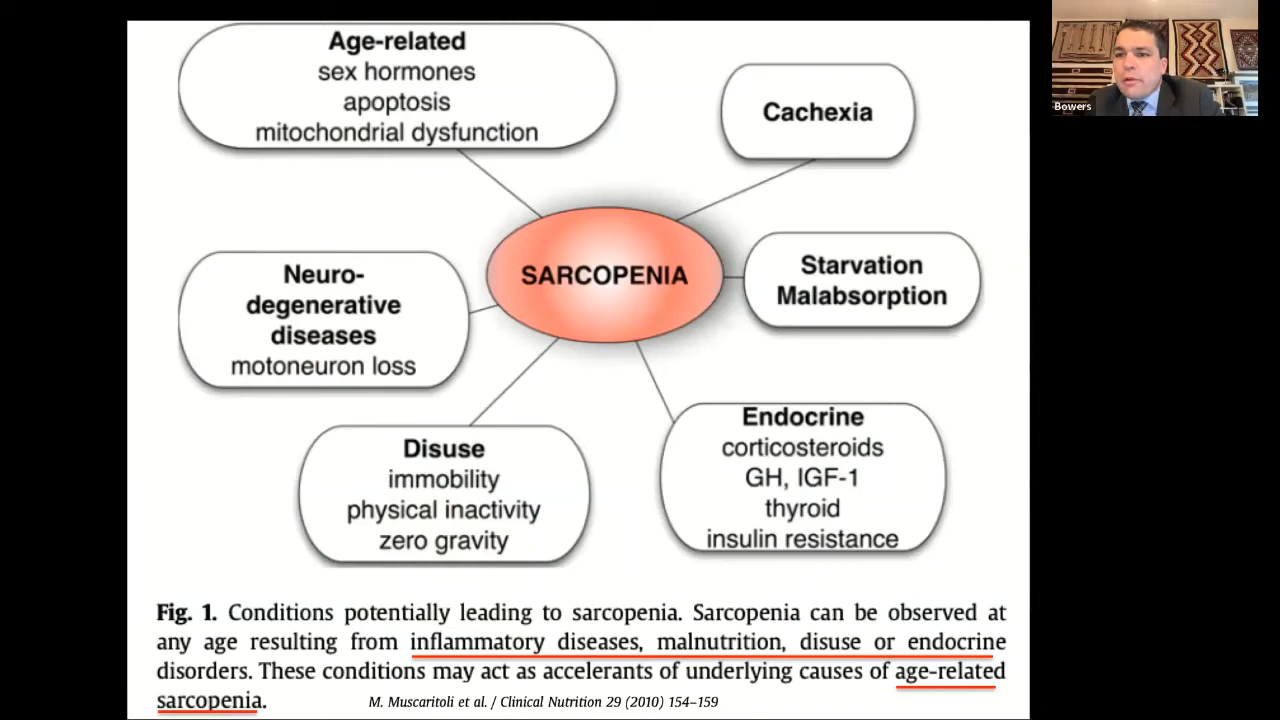 Age-related
sex hormones
apoptosis
mitochondrial dysfunction
Cachexia
Bowers
Neuro-
degenerative
diseases
motoneuron loss
SARCOPENIA
Starvation
Malabsorption
Disuse
immobility
physical inactivity
zero gravity
Endocrine
corticosteroids
GH, IGF-1
thyroid
insulin resistance
Fig. 1. Conditions potentially leading to sarcopenia. Sarcopenia can be observed at
any age resulting from inflammatory diseases, malnutrition, disuse or endocrine
disorders. These conditions may act as accelerants of underlying causes of age-related
sarcopenia.
M. Muscaritoli et al. / Clinical Nutrition 29 (2010) 154–159